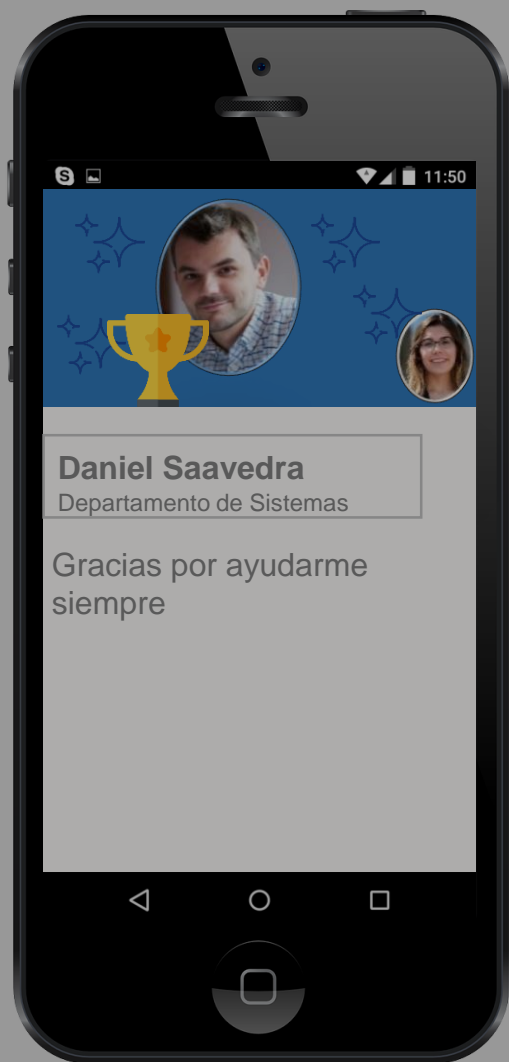 S
11:50
Daniel Saavedra
Departamento de Sistemas
Gracias por ayudarme
siempre